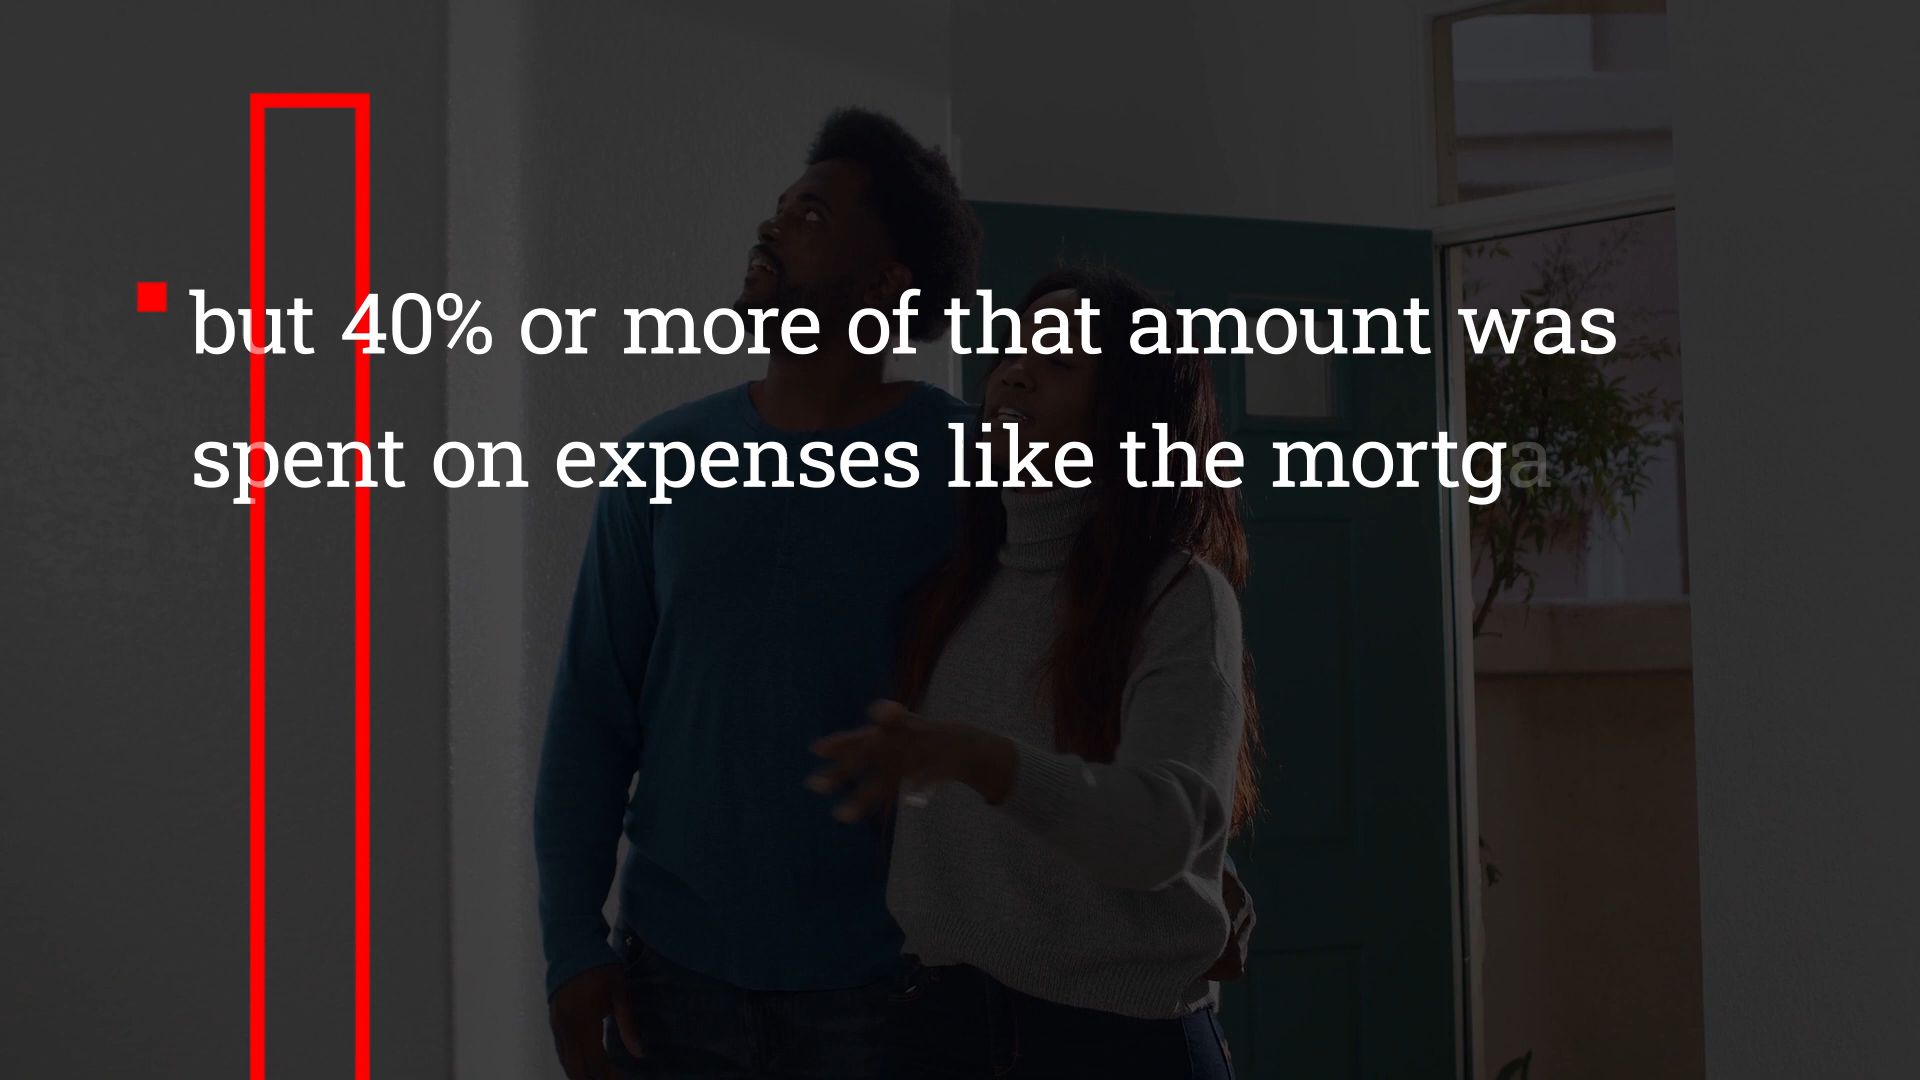 but 40% or more of that amount was
spent on expenses like the mortga